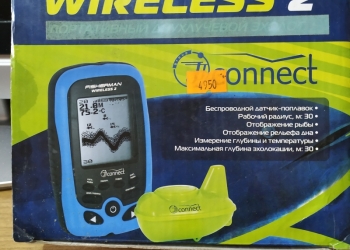 WIRELESS 2
connect
4950
FISHERMAN
WIRELESS 2
Беспроводной датчик-поплавок •
Рабочий радиус, м: 30 •
Отображение рыбы •
Отображение рельефа дна •
Измерение глубины и температуры •
Максимальная глубина эхолокации, м: 30 •
connect